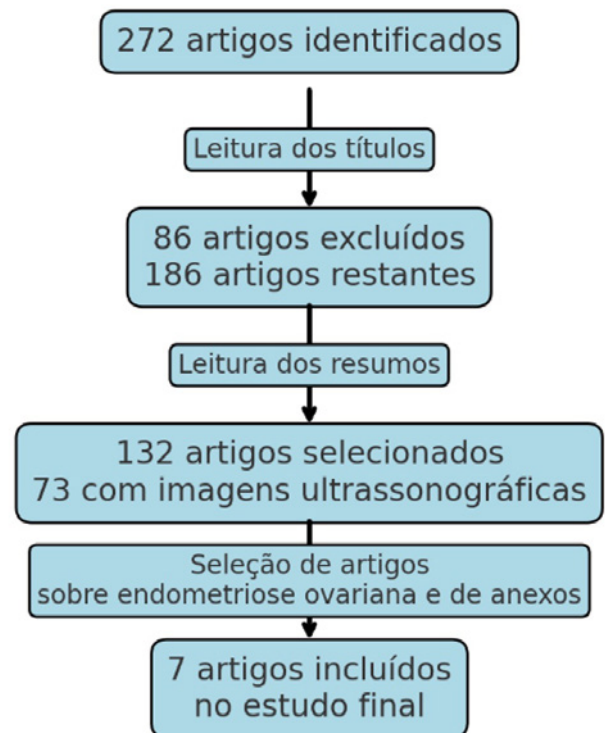 272 artigos identificados
Leitura dos títulos
86 artigos excluídos
186 artigos restantes
Leitura dos resumos
132 artigos selecionados
73 com imagens ultrassonográficas
Seleção de artigos
sobre endometriose ovariana e de anexos
7 artigos incluídos
no estudo final